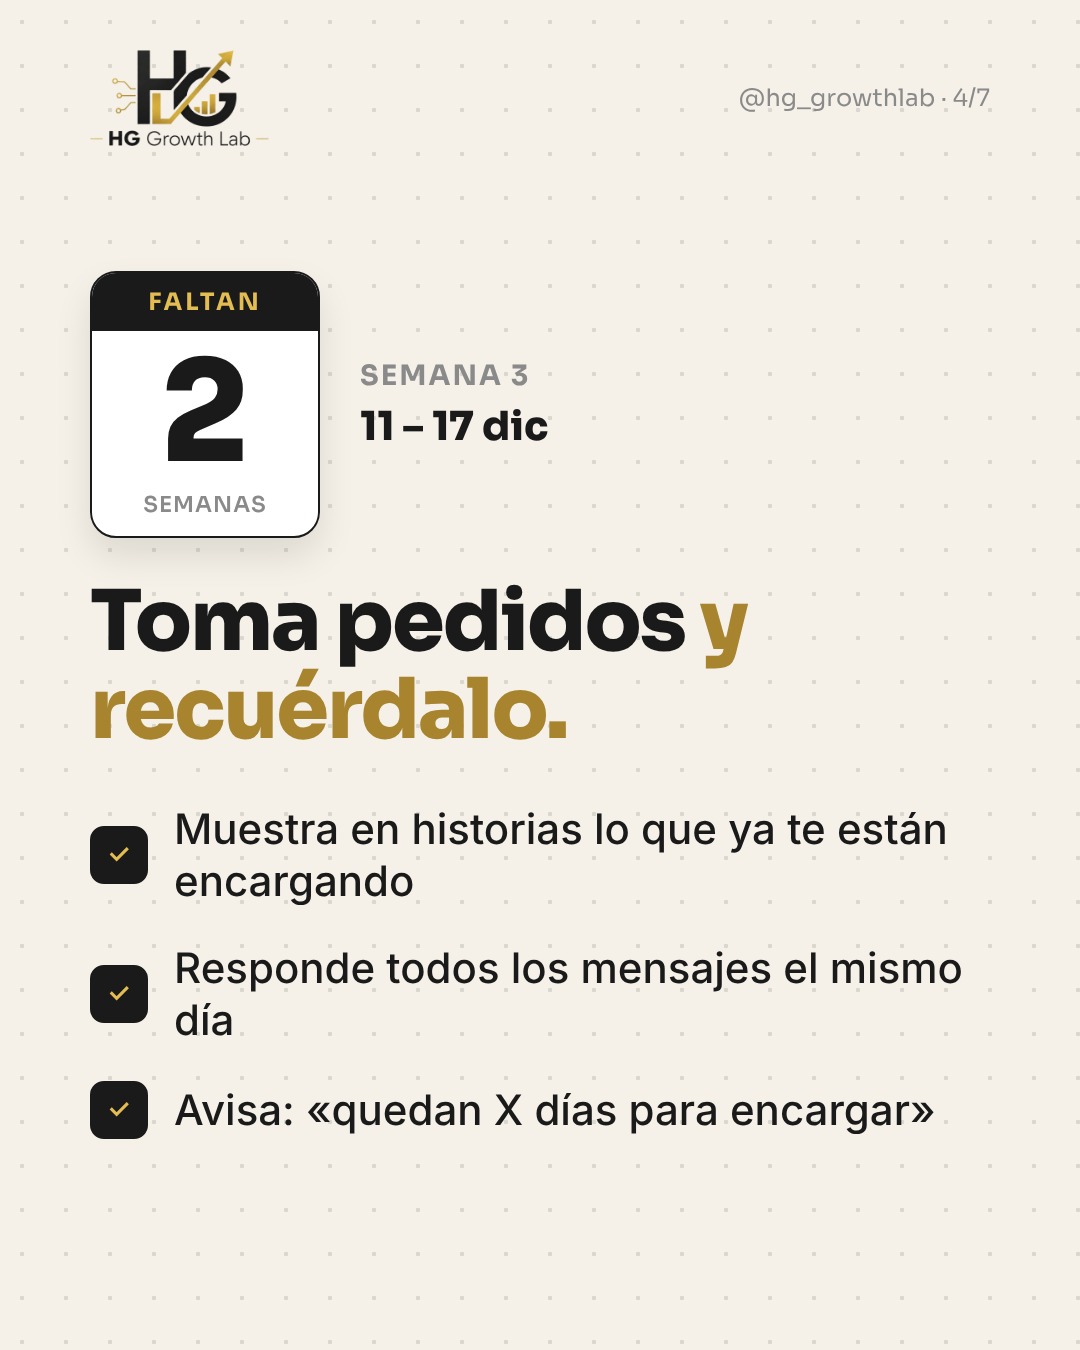 HG
HG Growth Lab
@hg_growthlab · 4/7
FALTAN
2
SEMANAS
SEMANA 3
11 – 17 dic
Toma pedidos y
recuérdalo.
Muestra en historias lo que ya te están
encargando
Responde todos los mensajes el mismo
día
Avisa: «quedan X días para encargar»